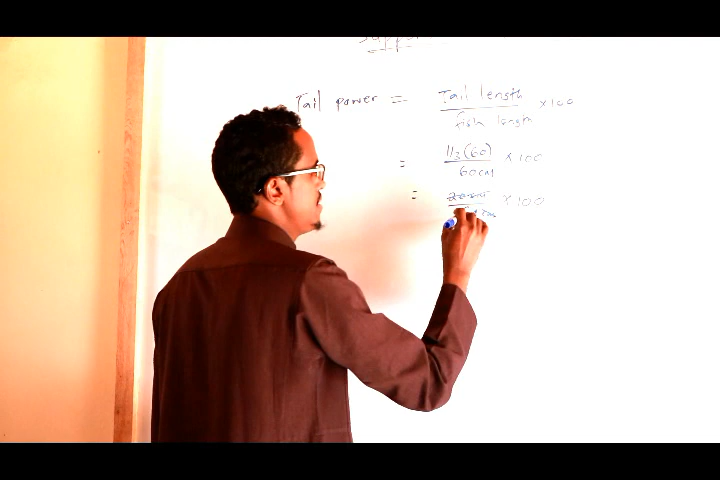 Tail power = Tail length / fish length × 100
= 1/3(60) / 60cm × 100
= × 100